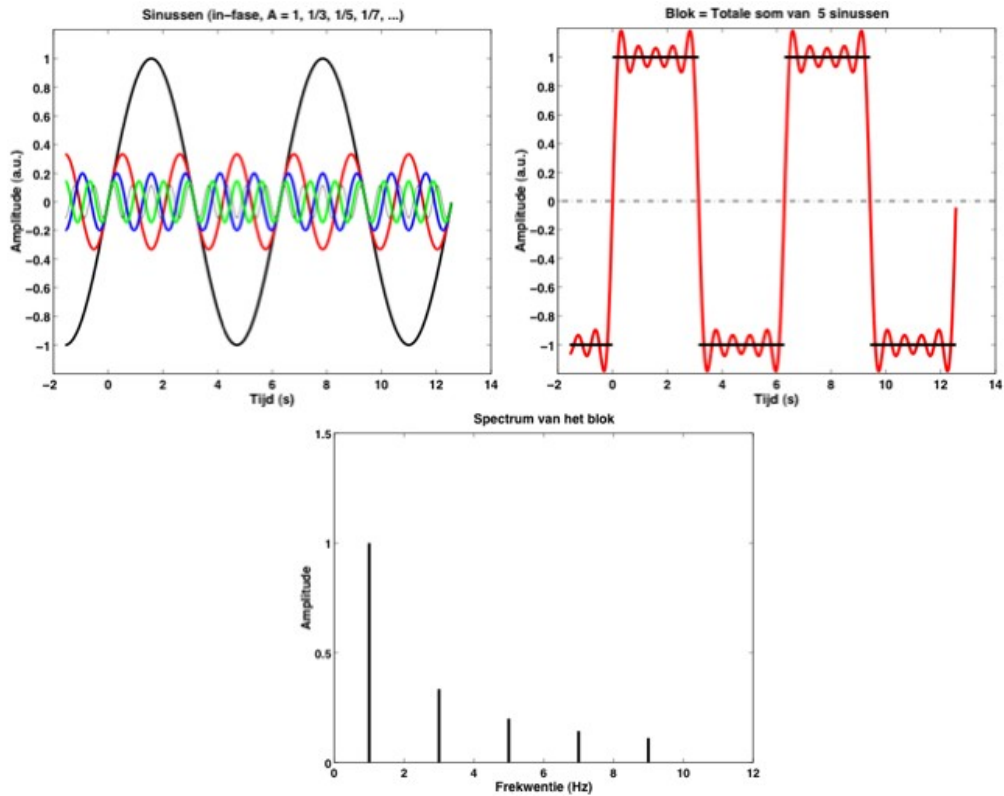 Sinussen (in-fase, A = 1, 1/3, 1/5, 1/7, ...)
Amplitude (a.u.)
1
0.8
0.6
0.4
0.2
0
−0.2
−0.4
−0.6
−0.8
−1
−2 0 2 4 6 8 10 12 14
Tijd (s)
Blok = Totale som van 5 sinussen
Amplitude (a.u.)
1
0.8
0.6
0.4
0.2
0
−0.2
−0.4
−0.6
−0.8
−1
−2 0 2 4 6 8 10 12 14
Tijd (s)
Spectrum van het blok
Amplitude
1.5
1
0.5
0
0 2 4 6 8 10 12
Frekwentie (Hz)